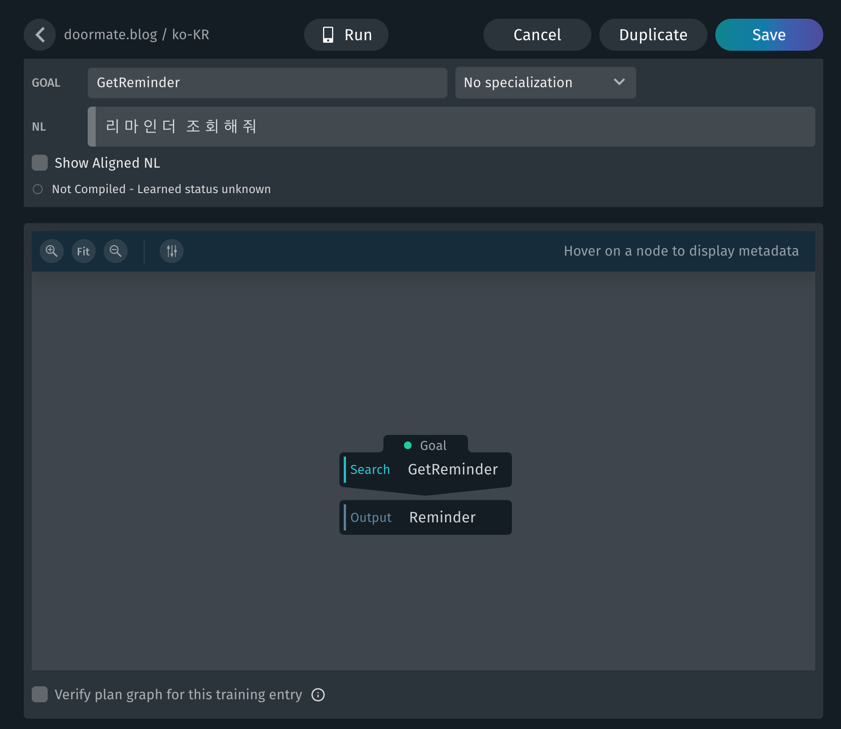 doormate.blog / ko-KR
Run
Cancel
Duplicate
Save
GOAL
GetReminder
No specialization
NL
리마인더 조회해줘
Show Aligned NL
Not Compiled - Learned status unknown
Fit
Hover on a node to display metadata
Goal
Search GetReminder
Output Reminder
Verify plan graph for this training entry